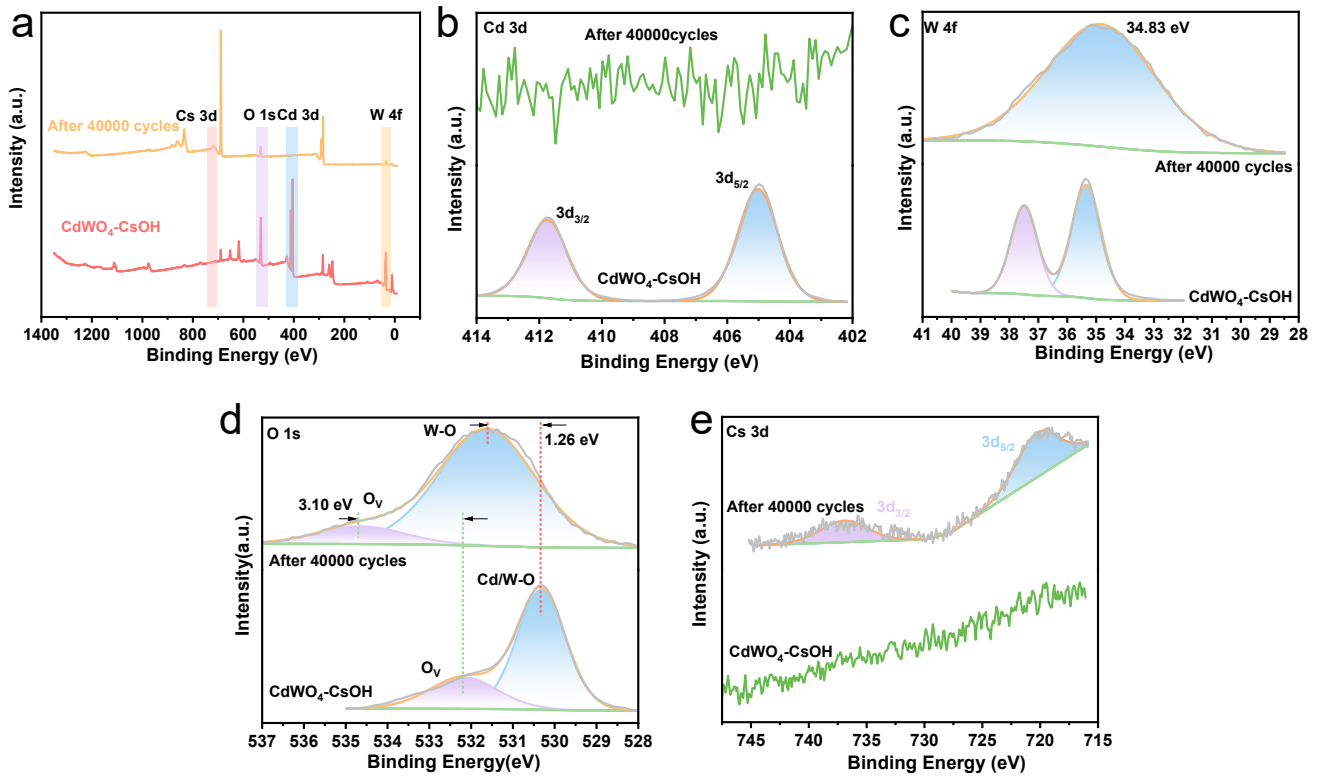 a
Cs 3d
O 1s
Cd 3d
W 4f
After 40000 cycles
CdWO₄-CsOH
Intensity (a.u.)
1400
1200
1000
800
600
400
200
0
Binding Energy (eV)
b
Cd 3d
After 40000cycles
3d₅/₂
3d₃/₂
CdWO₄-CsOH
Intensity (a.u.)
414
412
410
408
406
404
402
Binding Energy (eV)
c
W 4f
34.83 eV
After 40000 cycles
CdWO₄-CsOH
Intensity (a.u.)
41
40
39
38
37
36
35
34
33
32
31
30
29
28
Binding Energy (eV)
d
O 1s
W-O
1.26 eV
3.10 eV
Oᵥ
After 40000 cycles
Cd/W-O
Oᵥ
CdWO₄-CsOH
Intensity(a.u.)
537
536
535
534
533
532
531
530
529
528
Binding Energy(eV)
e
Cs 3d
3d₅/₂
After 40000 cycles
3d₃/₂
CdWO₄-CsOH
Intensity (a.u.)
745
740
735
730
725
720
715
Binding Energy (eV)